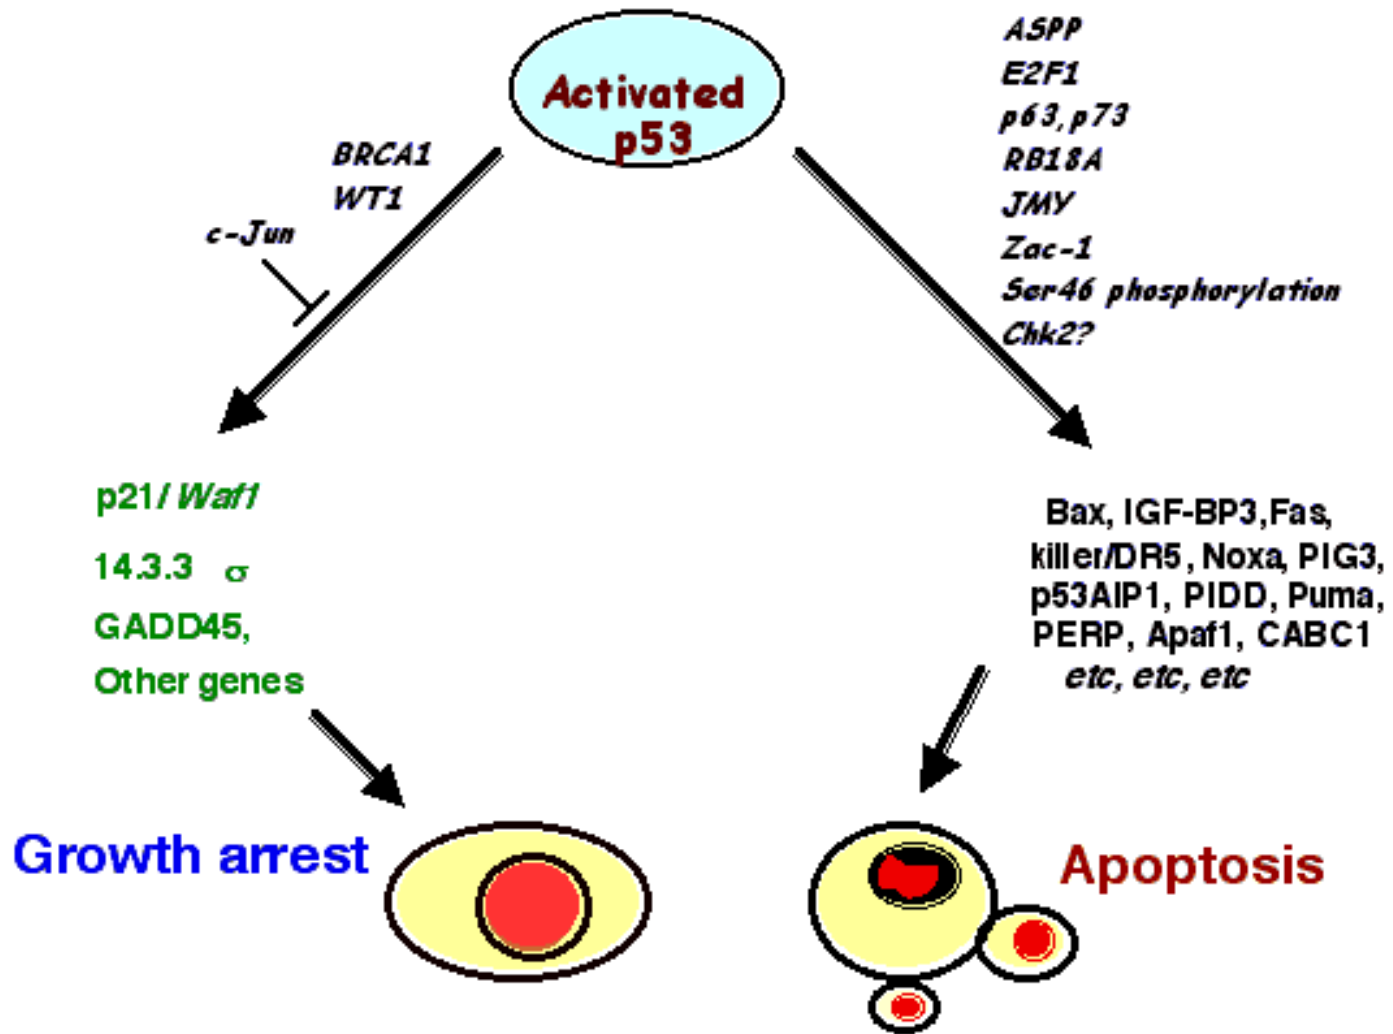 Activated
p53
BRCA1
WT1
c-Jun
ASPP
E2F1
p63,p73
RB18A
JMY
Zac-1
Ser46 phosphorylation
Chk2?
p21/Waf1
14.3.3 σ
GADD45,
Other genes
Bax, IGF-BP3,Fas,
killer/DR5, Noxa, PIG3,
p53AIP1, PIDD, Puma,
PERP, Apaf1, CABC1
etc, etc, etc
Growth arrest
Apoptosis